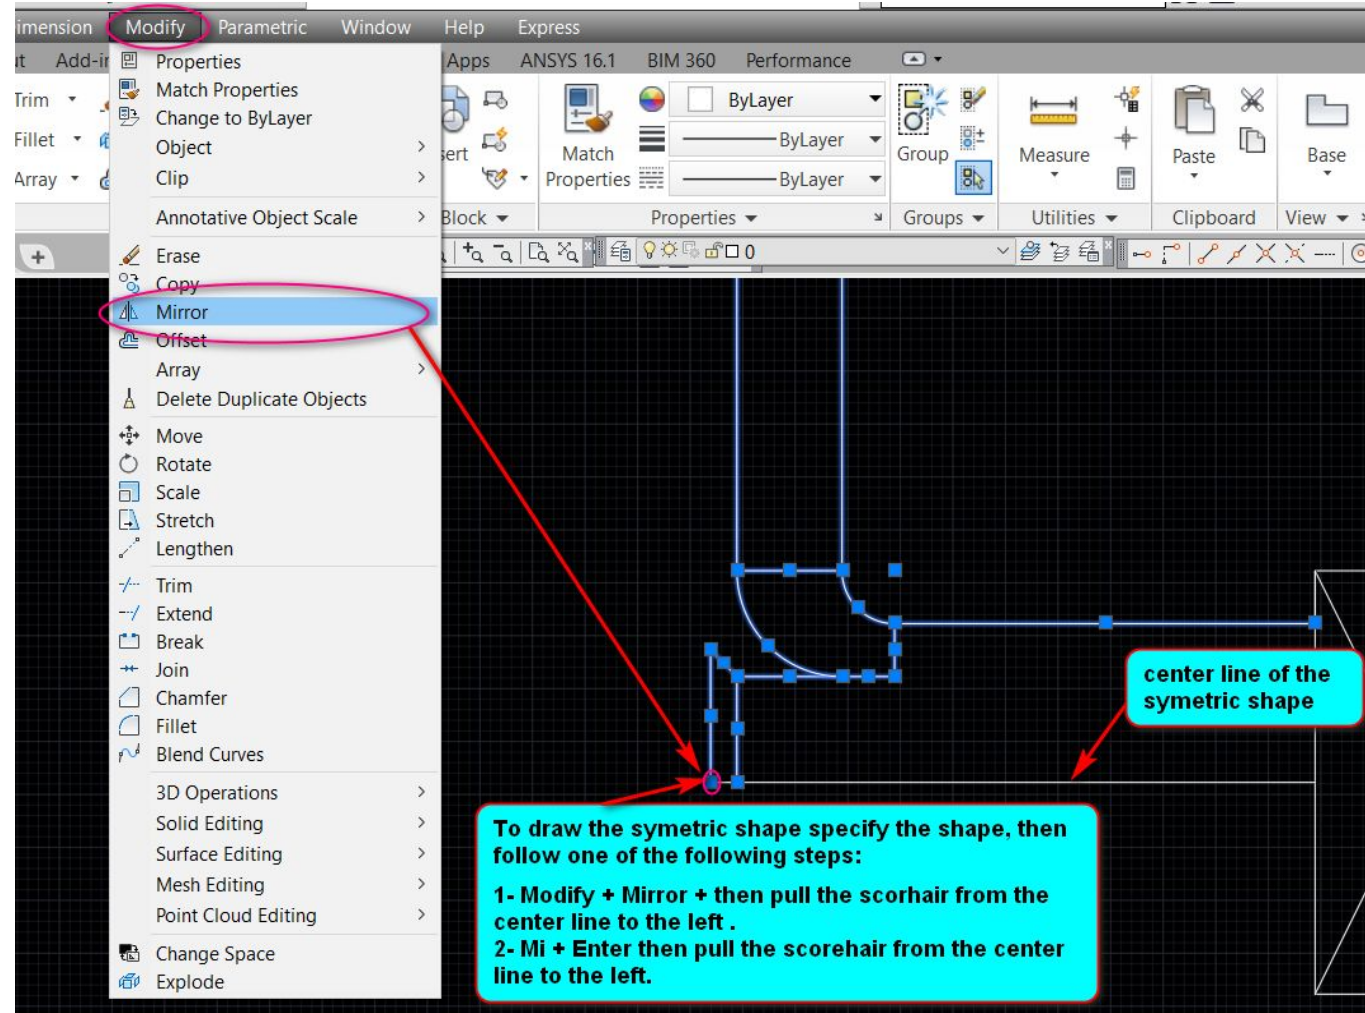 imension Modify Parametric Window Help Express
ut Add-in Apps ANSYS 16.1 BIM 360 Performance
Trim
Fillet
Array
Properties
Match Properties
Change to ByLayer
Object
Clip
Annotative Object Scale
Erase
Copy
Mirror
Offset
Array
Delete Duplicate Objects
Move
Rotate
Scale
Stretch
Lengthen
Trim
Extend
Break
Join
Chamfer
Fillet
Blend Curves
3D Operations
Solid Editing
Surface Editing
Mesh Editing
Point Cloud Editing
Change Space
Explode
sert
Block
Match
Properties
ByLayer
ByLayer
ByLayer
Properties
Group
Groups
Measure
Utilities
Paste
Clipboard
Base
View
0
center line of the
symetric shape
To draw the symetric shape specify the shape, then
follow one of the following steps:
1- Modify + Mirror + then pull the scorhair from the
center line to the left .
2- Mi + Enter then pull the scorehair from the center
line to the left.